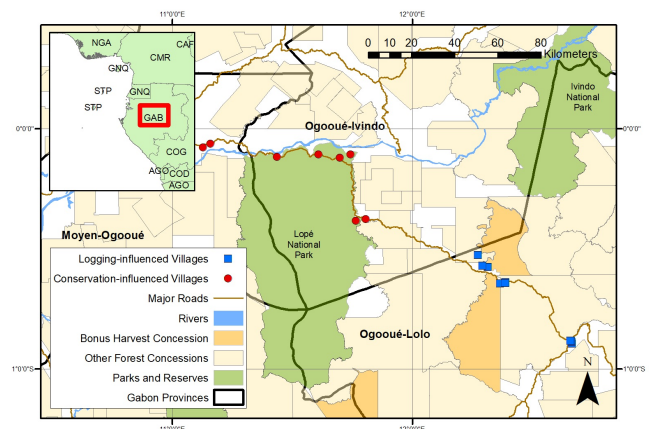 11°0'0"E
12°0'0"E
NGA
CAF
CMR
GNQ
STP
GNQ
STP
GAB
COG
AGO
COD
AGO
0 10 20 40 60 80
Kilometers
Ivindo
National
Park
0°0'0"
0°0'0"
Ogooué-Ivindo
Moyen-Ogooué
Lopé
National
Park
Logging-influenced Villages
Conservation-influenced Villages
Major Roads
Rivers
Bonus Harvest Concession
Other Forest Concessions
Parks and Reserves
Gabon Provinces
Ogooué-Lolo
N
1°0'0"S
1°0'0"S
11°0'0"E
12°0'0"E